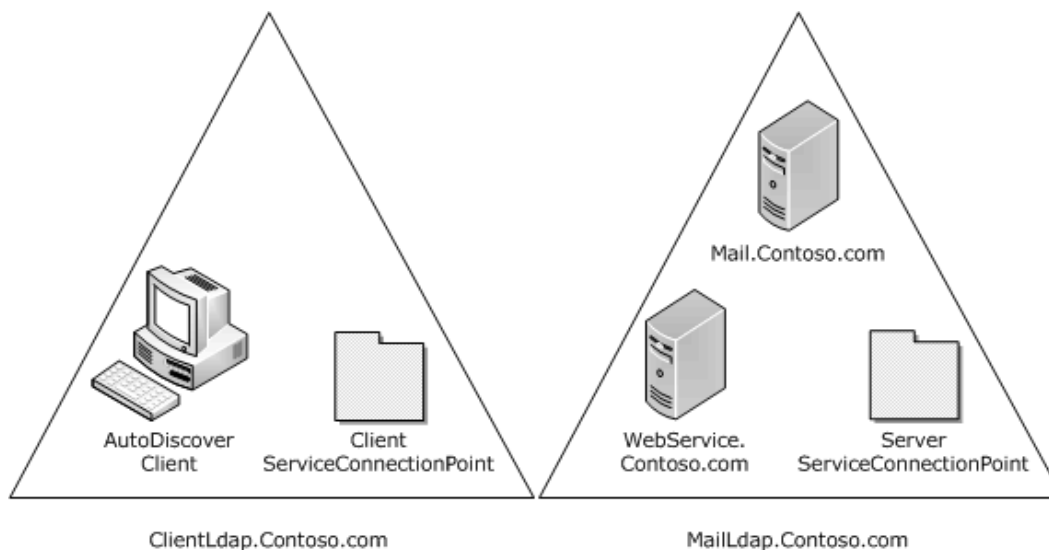 Mail.Contoso.com
AutoDiscover
Client
Client
ServiceConnectionPoint
WebService.
Contoso.com
Server
ServiceConnectionPoint
ClientLdap.Contoso.com
MailLdap.Contoso.com